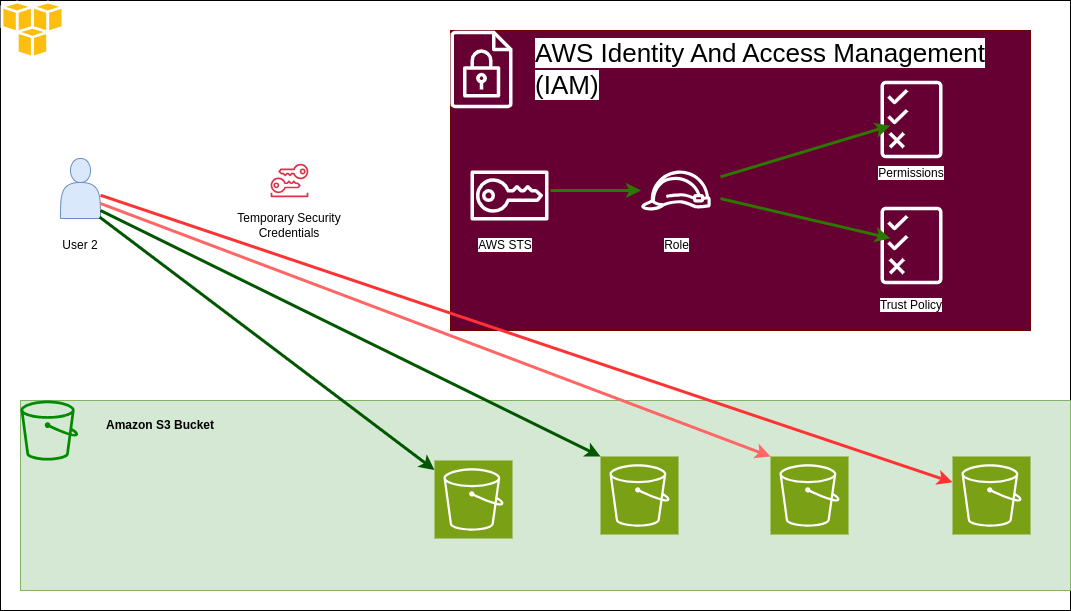 AWS Identity And Access Management
(IAM)
Permissions
Temporary Security
Credentials
User 2
AWS STS
Role
Trust Policy
Amazon S3 Bucket